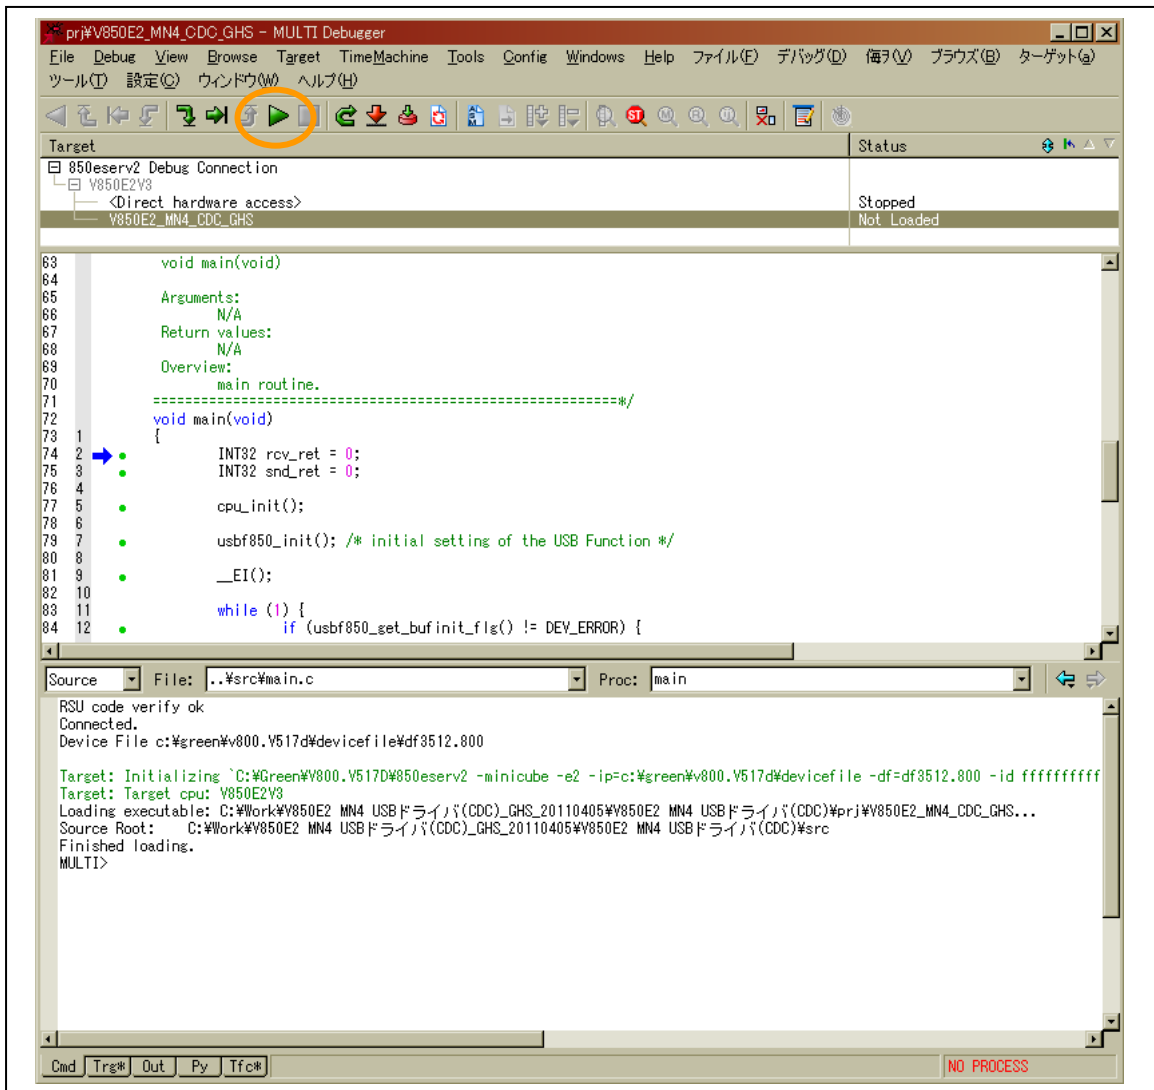 prj¥V850E2_MN4_CDC_GHS - MULTI Debugger
File Debug View Browse Target TimeMachine Tools Config Windows Help ファイル(F) デバッグ(D) 侮ｦ(V) ブラウズ(B) ターゲット(g)
ツール(T) 設定(C) ウィンドウ(W) ヘルプ(H)
Target Status
850eserv2 Debug Connection
V850E2V3
<Direct hardware access> Stopped
V850E2_MN4_CDC_GHS Not Loaded
63 void main(void)
64
65 Arguments:
66 N/A
67 Return values:
68 N/A
69 Overview:
70 main routine.
71 ===========================================================*/
72 void main(void)
73 1 {
74 2 INT32 rcv_ret = 0;
75 3 INT32 snd_ret = 0;
76 4
77 5 cpu_init();
78 6
79 7 usbf850_init(); /* initial setting of the USB Function */
80 8
81 9 __EI();
82 10
83 11 while (1) {
84 12 if (usbf850_get_bufinit_flg() != DEV_ERROR) {
Source File: ..¥src¥main.c Proc: main
RSU code verify ok
Connected.
Device File c:¥green¥v800.V517d¥devicefile¥df3512.800
Target: Initializing `C:¥Green¥V800.V517D¥850eserv2 -minicube -e2 -ip=c:¥green¥v800.V517d¥devicefile -df=df3512.800 -id ffffffffff
Target: Target cpu: V850E2V3
Loading executable: C:¥Work¥V850E2 MN4 USBドライバ(CDC)_GHS_20110405¥V850E2 MN4 USBドライバ(CDC)¥prj¥V850E2_MN4_CDC_GHS...
Source Root: C:¥Work¥V850E2 MN4 USBドライバ(CDC)_GHS_20110405¥V850E2 MN4 USBドライバ(CDC)¥src
Finished loading.
MULTI>
Cmd Trg* Out Py Tfc* NO PROCESS